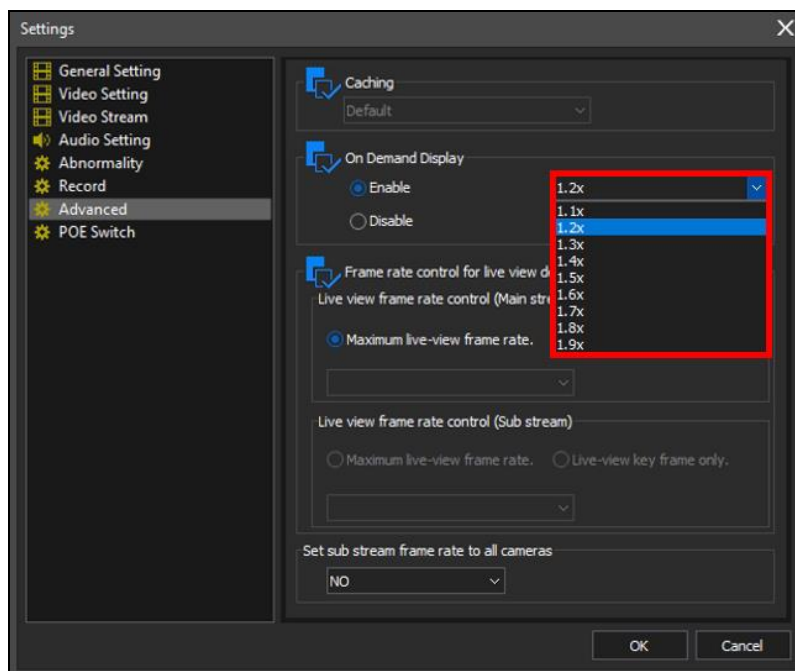 Settings
General Setting
Video Setting
Video Stream
Audio Setting
Abnormality
Record
Advanced
POE Switch
Caching
Default
On Demand Display
Enable
1.2x
Disable
1.1x
1.2x
1.3x
1.4x
1.5x
1.6x
1.7x
1.8x
1.9x
Frame rate control for live view d
Live view frame rate control (Main stre
Maximum live-view frame rate.
Live view frame rate control (Sub stream)
Maximum live-view frame rate. Live-view key frame only.
Set sub stream frame rate to all cameras
NO
OK Cancel